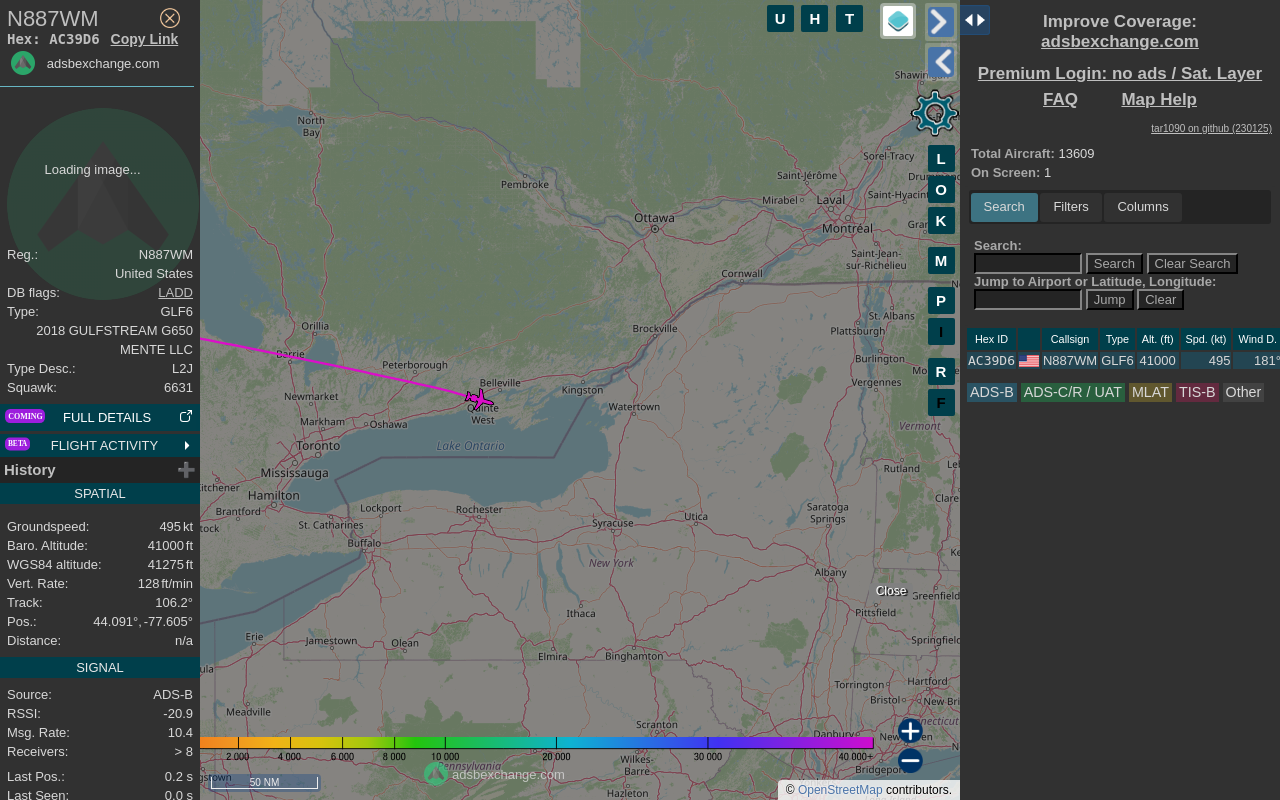 N887WM
Hex: AC39D6 Copy Link
adsbexchange.com
Loading image...
Reg.: N887WM
United States
DB flags: LADD
Type: GLF6
2018 GULFSTREAM G650
MENTE LLC
Type Desc.: L2J
Squawk: 6631
COMING FULL DETAILS
BETA FLIGHT ACTIVITY
History
SPATIAL
Groundspeed: 495 kt
Baro. Altitude: 41000 ft
WGS84 altitude: 41275 ft
Vert. Rate: 128 ft/min
Track: 106.2°
Pos.: 44.091°, -77.605°
Distance: n/a
SIGNAL
Source: ADS-B
RSSI: -20.9
Msg. Rate: 10.4
Receivers: > 8
Last Pos.: 0.2 s
Last Seen: 0.0 s
U H T
North
Bay
Pembroke
Ottawa
Sorel-Tracy
Saint-Jérôme
Mirabel
Laval
Montréal
Saint-Jean-
sur-Richelieu
Cornwall
Orillia
Barrie
Peterborough
Brockville
St. Albans
Plattsburgh
Burlington
Vergennes
Belleville
Kingston
Quinte
West
Newmarket
Watertown
Markham
Oshawa
Toronto
Lake Ontario
Vermont
Mississauga
Rutland
Hamilton
Brantford
Lockport
Rochester
St. Catharines
Syracuse
Utica
Saratoga
Springs
Buffalo
New York
Albany
Close
Greenfield
Ithaca
Pittsfield
Erie
Jamestown
Olean
Elmira
Binghamton
Springfield
Torrington
Hartford
Bristol
Meadville
Scranton
Connecticut
Danbury
Pennsylvania
Wilkes-
Barre
Bridgeport
Hazleton
L
O
K
M
P
I
R
F
2 000 4 000 6 000 8 000 10 000 20 000 30 000 40 000+
adsbexchange.com
50 NM
© OpenStreetMap contributors.
Improve Coverage:
adsbexchange.com
Premium Login: no ads / Sat. Layer
FAQ Map Help
tar1090 on github (230125)
Total Aircraft: 13609
On Screen: 1
Search Filters Columns
Search:
Search Clear Search
Jump to Airport or Latitude, Longitude:
Jump Clear
Hex ID Callsign Type Alt. (ft) Spd. (kt) Wind D.
AC39D6 N887WM GLF6 41000 495 181°
ADS-B ADS-C/R / UAT MLAT TIS-B Other